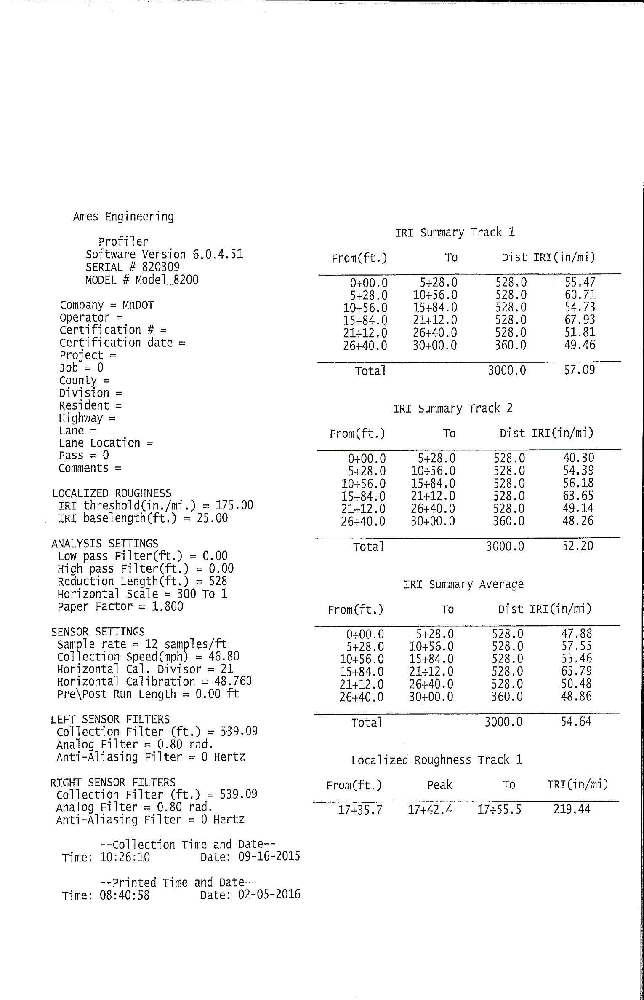 Ames Engineering
Profiler
Software Version 6.0.4.51
SERIAL # 820309
MODEL # Model_8200
Company = MnDOT
Operator =
Certification # =
Certification date =
Project =
Job = 0
County =
Division =
Resident =
Highway =
Lane =
Lane Location =
Pass = 0
Comments =
LOCALIZED ROUGHNESS
IRI threshold(in./mi.) = 175.00
IRI baselength(ft.) = 25.00
ANALYSIS SETTINGS
Low pass Filter(ft.) = 0.00
High pass Filter(ft.) = 0.00
Reduction Length(ft.) = 528
Horizontal Scale = 300 To 1
Paper Factor = 1.800
SENSOR SETTINGS
Sample rate = 12 samples/ft
Collection Speed(mph) = 46.80
Horizontal Cal. Divisor = 21
Horizontal Calibration = 48.760
Pre\Post Run Length = 0.00 ft
LEFT SENSOR FILTERS
Collection Filter (ft.) = 539.09
Analog Filter = 0.80 rad.
Anti-Aliasing Filter = 0 Hertz
RIGHT SENSOR FILTERS
Collection Filter (ft.) = 539.09
Analog Filter = 0.80 rad.
Anti-Aliasing Filter = 0 Hertz
--Collection Time and Date--
Time: 10:26:10 Date: 09-16-2015
--Printed Time and Date--
Time: 08:40:58 Date: 02-05-2016
IRI Summary Track 1
From(ft.) To Dist IRI(in/mi)
0+00.0 5+28.0 528.0 55.47
5+28.0 10+56.0 528.0 60.71
10+56.0 15+84.0 528.0 54.73
15+84.0 21+12.0 528.0 67.93
21+12.0 26+40.0 528.0 51.81
26+40.0 30+00.0 360.0 49.46
Total 3000.0 57.09
IRI Summary Track 2
From(ft.) To Dist IRI(in/mi)
0+00.0 5+28.0 528.0 40.30
5+28.0 10+56.0 528.0 54.39
10+56.0 15+84.0 528.0 56.18
15+84.0 21+12.0 528.0 63.65
21+12.0 26+40.0 528.0 49.14
26+40.0 30+00.0 360.0 48.26
Total 3000.0 52.20
IRI Summary Average
From(ft.) To Dist IRI(in/mi)
0+00.0 5+28.0 528.0 47.88
5+28.0 10+56.0 528.0 57.55
10+56.0 15+84.0 528.0 55.46
15+84.0 21+12.0 528.0 65.79
21+12.0 26+40.0 528.0 50.48
26+40.0 30+00.0 360.0 48.86
Total 3000.0 54.64
Localized Roughness Track 1
From(ft.) Peak To IRI(in/mi)
17+35.7 17+42.4 17+55.5 219.44